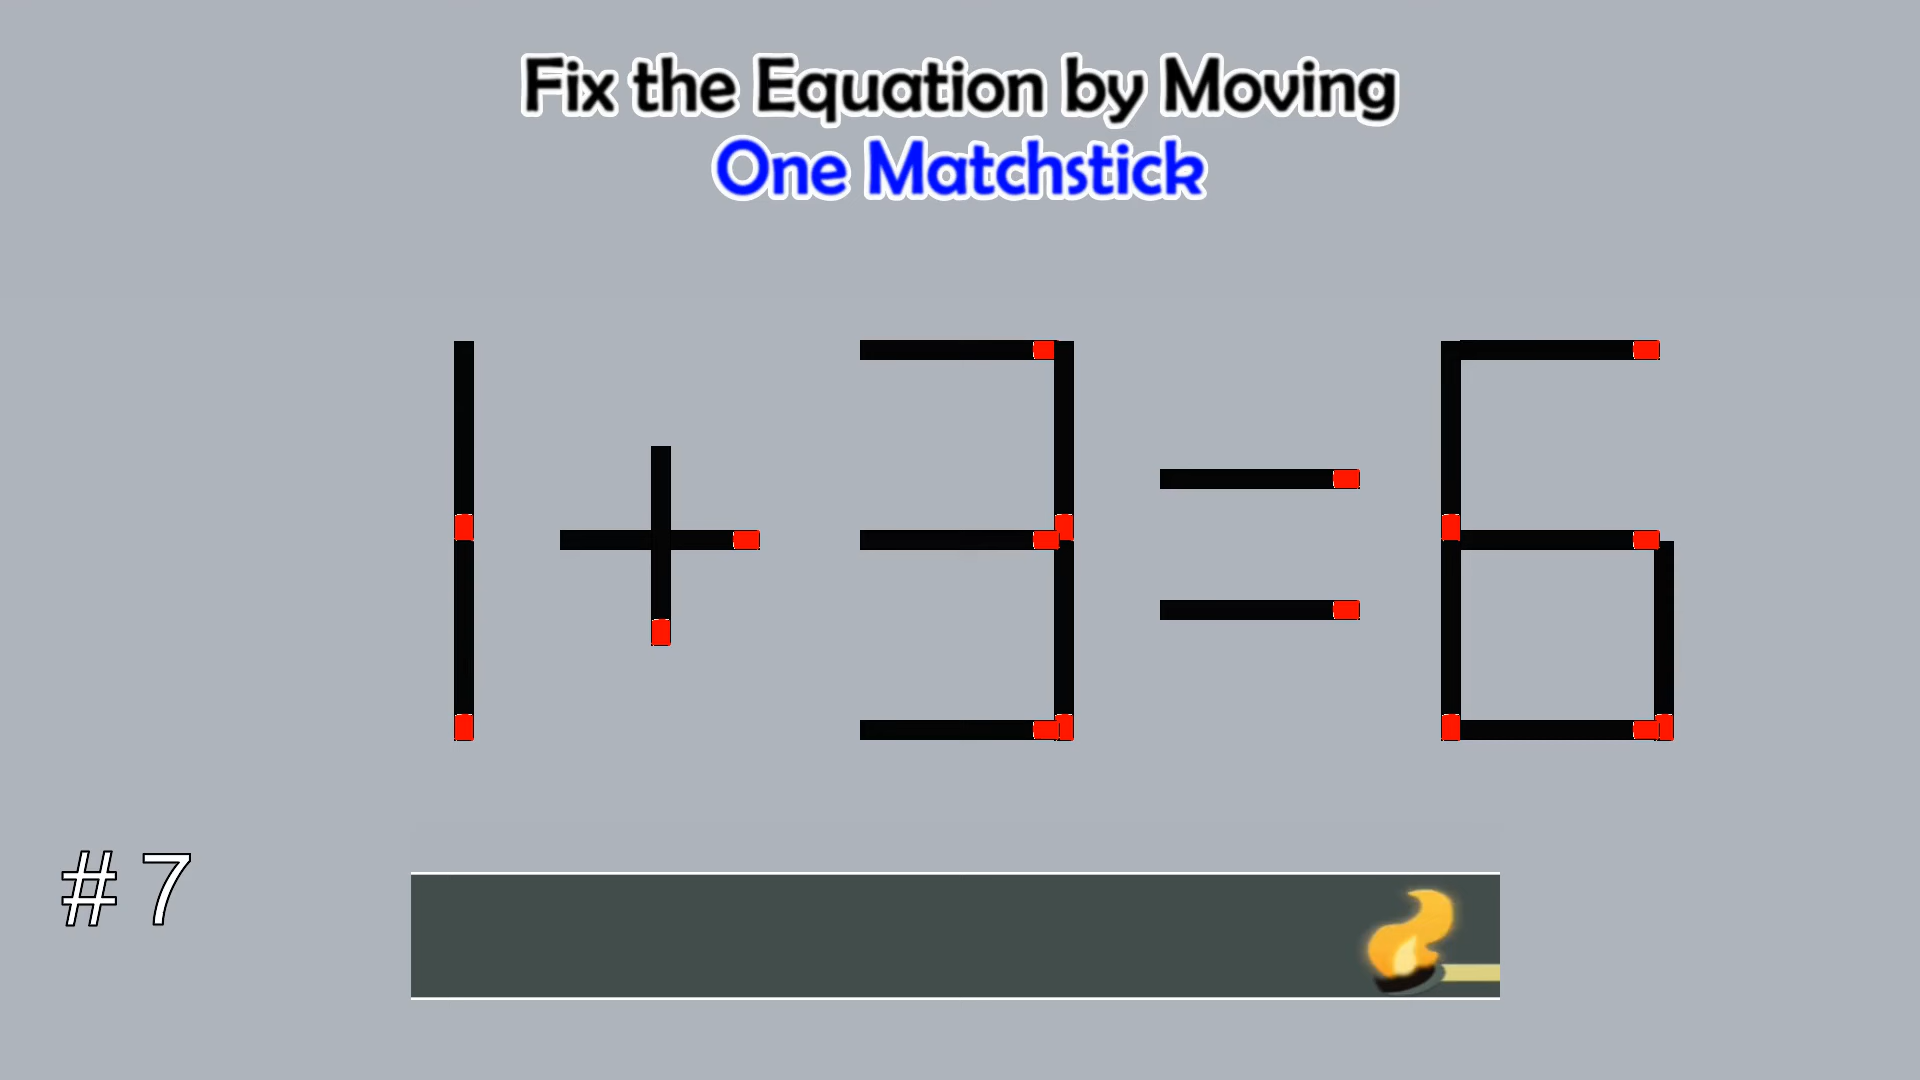 Fix the Equation by Moving
One Matchstick
1 + 3 = 6
# 7